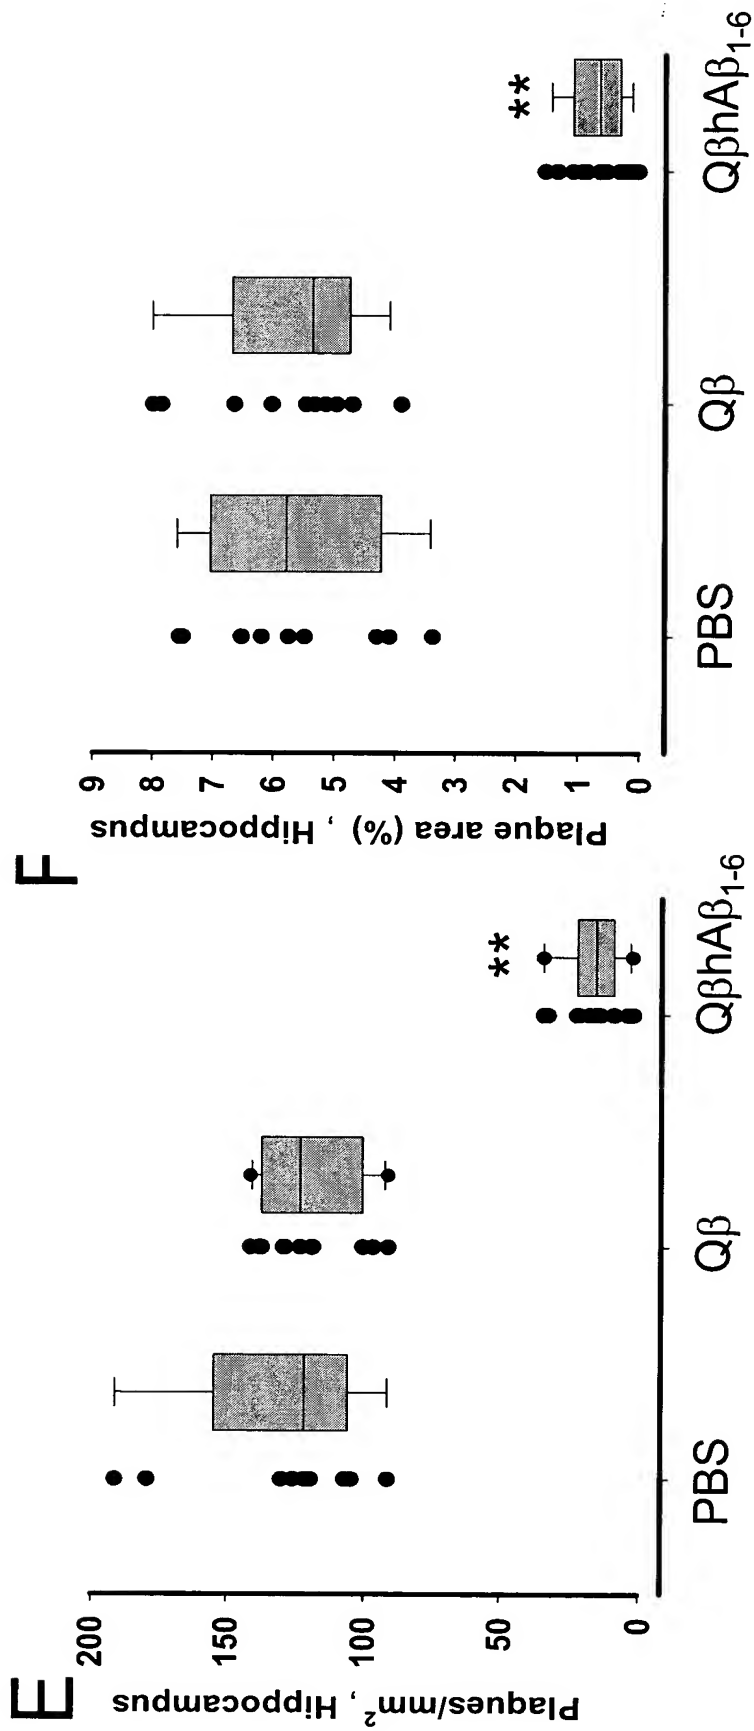 E
Plaques/mm², Hippocampus
200
150
100
50
0
**
PBS
Qβ
QβhAβ₁₋₆
F
Plaque area (%) , Hippocampus
9
8
7
6
5
4
3
2
1
0
**
PBS
Qβ
QβhAβ₁₋₆